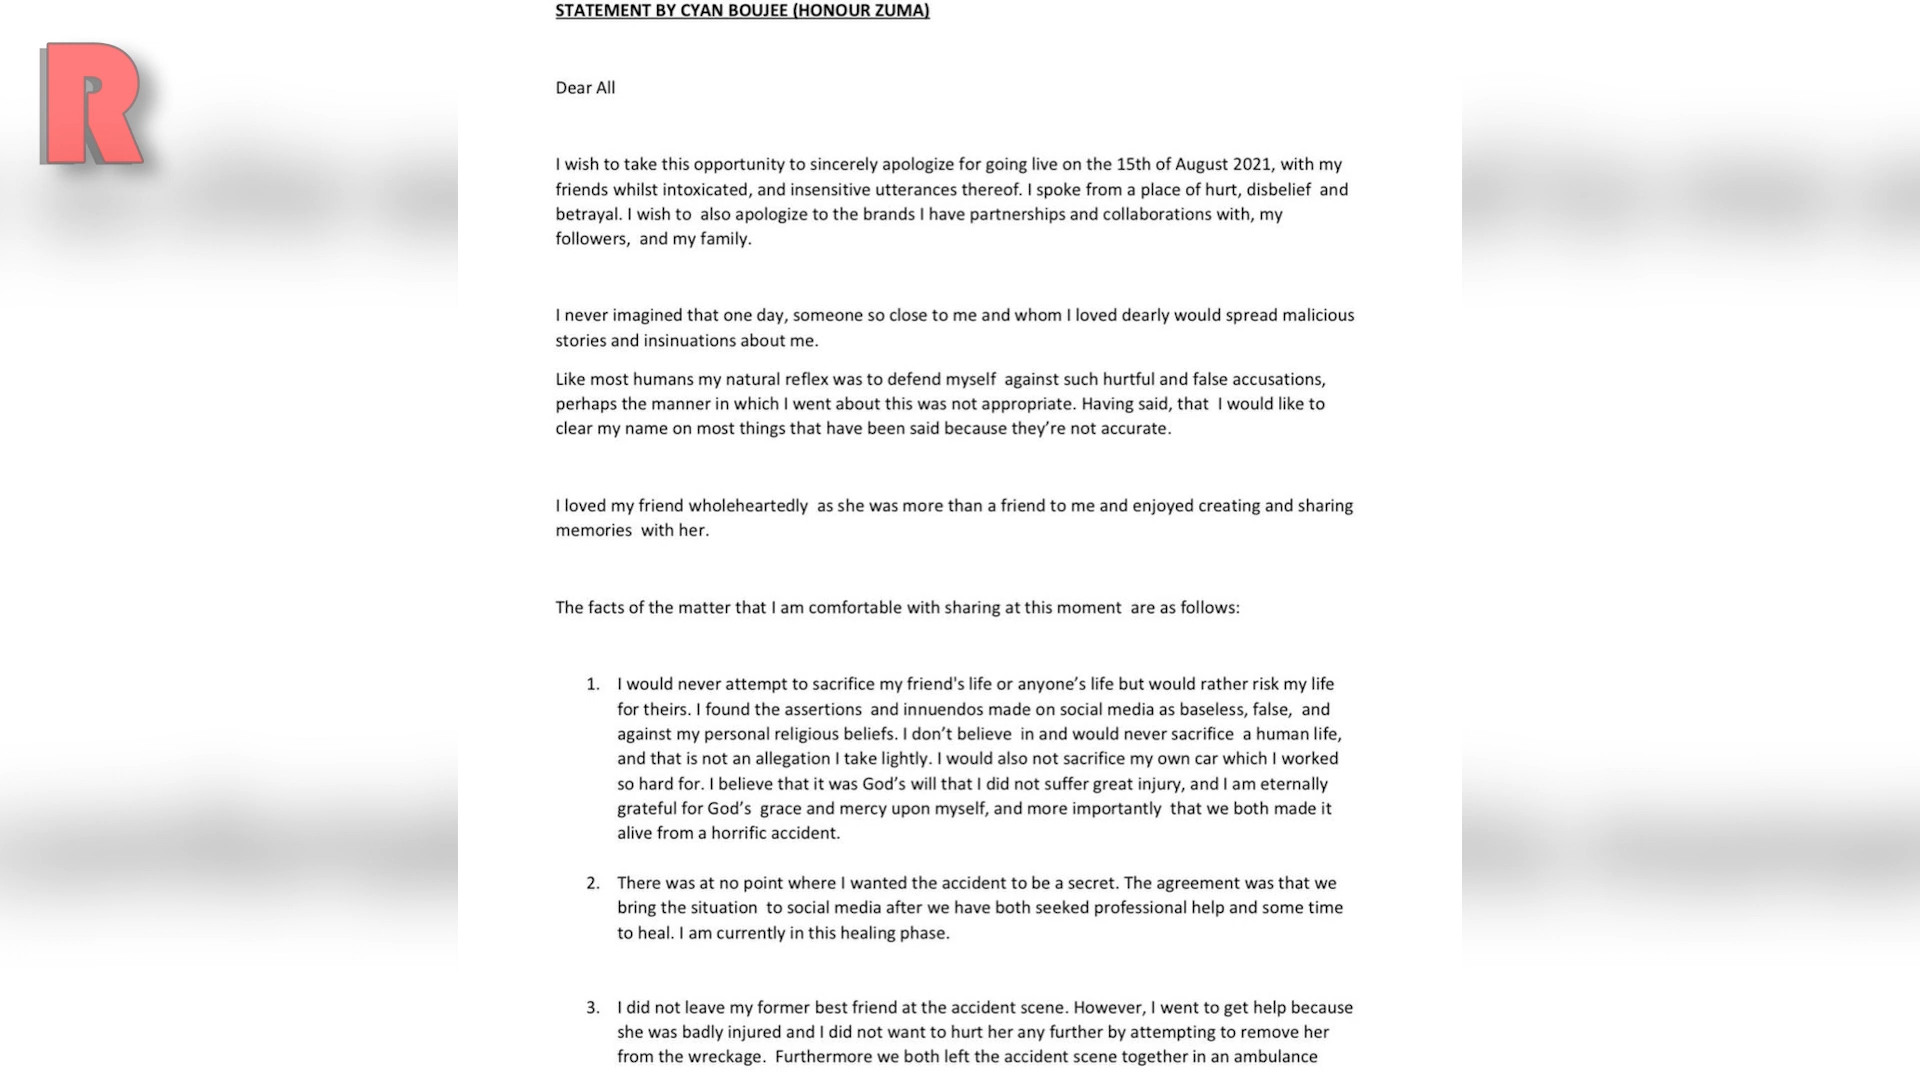 STATEMENT BY CYAN BOUJEE (HONOUR ZUMA)
R
Dear All
I wish to take this opportunity to sincerely apologize for going live on the 15th of August 2021, with my
friends whilst intoxicated, and insensitive utterances thereof. I spoke from a place of hurt, disbelief and
betrayal. I wish to also apologize to the brands I have partnerships and collaborations with, my
followers, and my family.
I never imagined that one day, someone so close to me and whom I loved dearly would spread malicious
stories and insinuations about me.
Like most humans my natural reflex was to defend myself against such hurtful and false accusations,
perhaps the manner in which I went about this was not appropriate. Having said, that I would like to
clear my name on most things that have been said because they’re not accurate.
I loved my friend wholeheartedly as she was more than a friend to me and enjoyed creating and sharing
memories with her.
The facts of the matter that I am comfortable with sharing at this moment are as follows:
1. I would never attempt to sacrifice my friend's life or anyone’s life but would rather risk my life
for theirs. I found the assertions and innuendos made on social media as baseless, false, and
against my personal religious beliefs. I don’t believe in and would never sacrifice a human life,
and that is not an allegation I take lightly. I would also not sacrifice my own car which I worked
so hard for. I believe that it was God’s will that I did not suffer great injury, and I am eternally
grateful for God’s grace and mercy upon myself, and more importantly that we both made it
alive from a horrific accident.
2. There was at no point where I wanted the accident to be a secret. The agreement was that we
bring the situation to social media after we have both seeked professional help and some time
to heal. I am currently in this healing phase.
3. I did not leave my former best friend at the accident scene. However, I went to get help because
she was badly injured and I did not want to hurt her any further by attempting to remove her
from the wreckage. Furthermore we both left the accident scene together in an ambulance